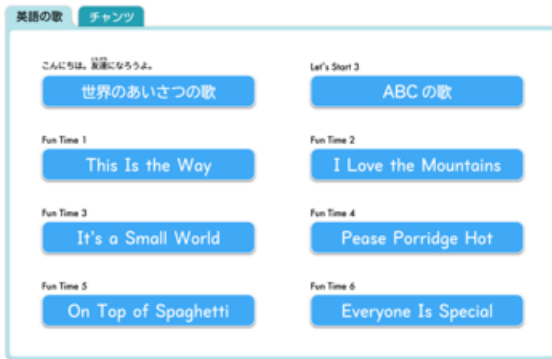 英語の歌
チャンツ
こんにちは。友達になろうよ。
世界のあいさつの歌
Let's Start 3
ABC の歌
Fun Time 1
This Is the Way
Fun Time 2
I Love the Mountains
Fun Time 3
It's a Small World
Fun Time 4
Pease Porridge Hot
Fun Time 5
On Top of Spaghetti
Fun Time 6
Everyone Is Special